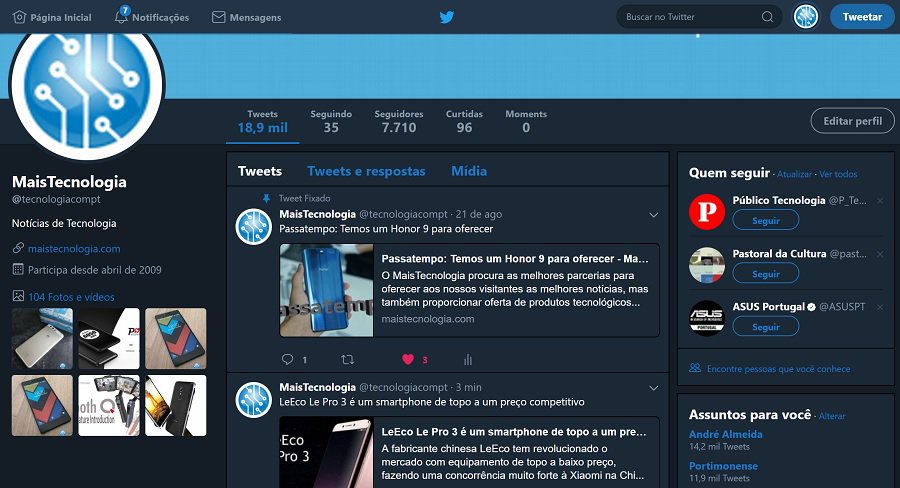 Página Inicial
7
Notificações
Mensagens
Buscar no Twitter
Tweetar
Tweets
18,9 mil
Seguindo
35
Seguidores
7.710
Curtidas
96
Moments
0
Editar perfil
MaisTecnologia
@tecnologiacompt
Notícias de Tecnologia
maistecnologia.com
Participa desde abril de 2009
104 Fotos e vídeos
Tweets
Tweets e respostas
Mídia
Tweet Fixado
MaisTecnologia @tecnologiacompt · 21 de ago
Passatempo: Temos um Honor 9 para oferecer
assatemp
Passatempo: Temos um Honor 9 para oferecer - Ma...
O MaisTecnologia procura as melhores parcerias para
oferecer aos nossos visitantes as melhores notícias, mas
também proporcionar oferta de produtos tecnológicos...
maistecnologia.com
1
3
MaisTecnologia @tecnologiacompt · 3 min
LeEco Le Pro 3 é um smartphone de topo a um preço competitivo
eEco
Pro 3
LeEco Le Pro 3 é um smartphone de topo a um pre...
A fabricante chinesa LeEco tem revolucionado o
mercado com equipamento de topo a baixo preço,
fazendo uma concorrência muito forte à Xiaomi na Chi...
Quem seguir · Atualizar · Ver todos
P
Público Tecnologia @P_Te...
Seguir
Pastoral da Cultura @past...
Seguir
ASUS
PORTUGAL
ASUS Portugal @ASUSPT
Seguir
Encontre pessoas que você conhece
Assuntos para você · Alterar
André Almeida
14,2 mil Tweets
Portimonense
11,9 mil Tweets